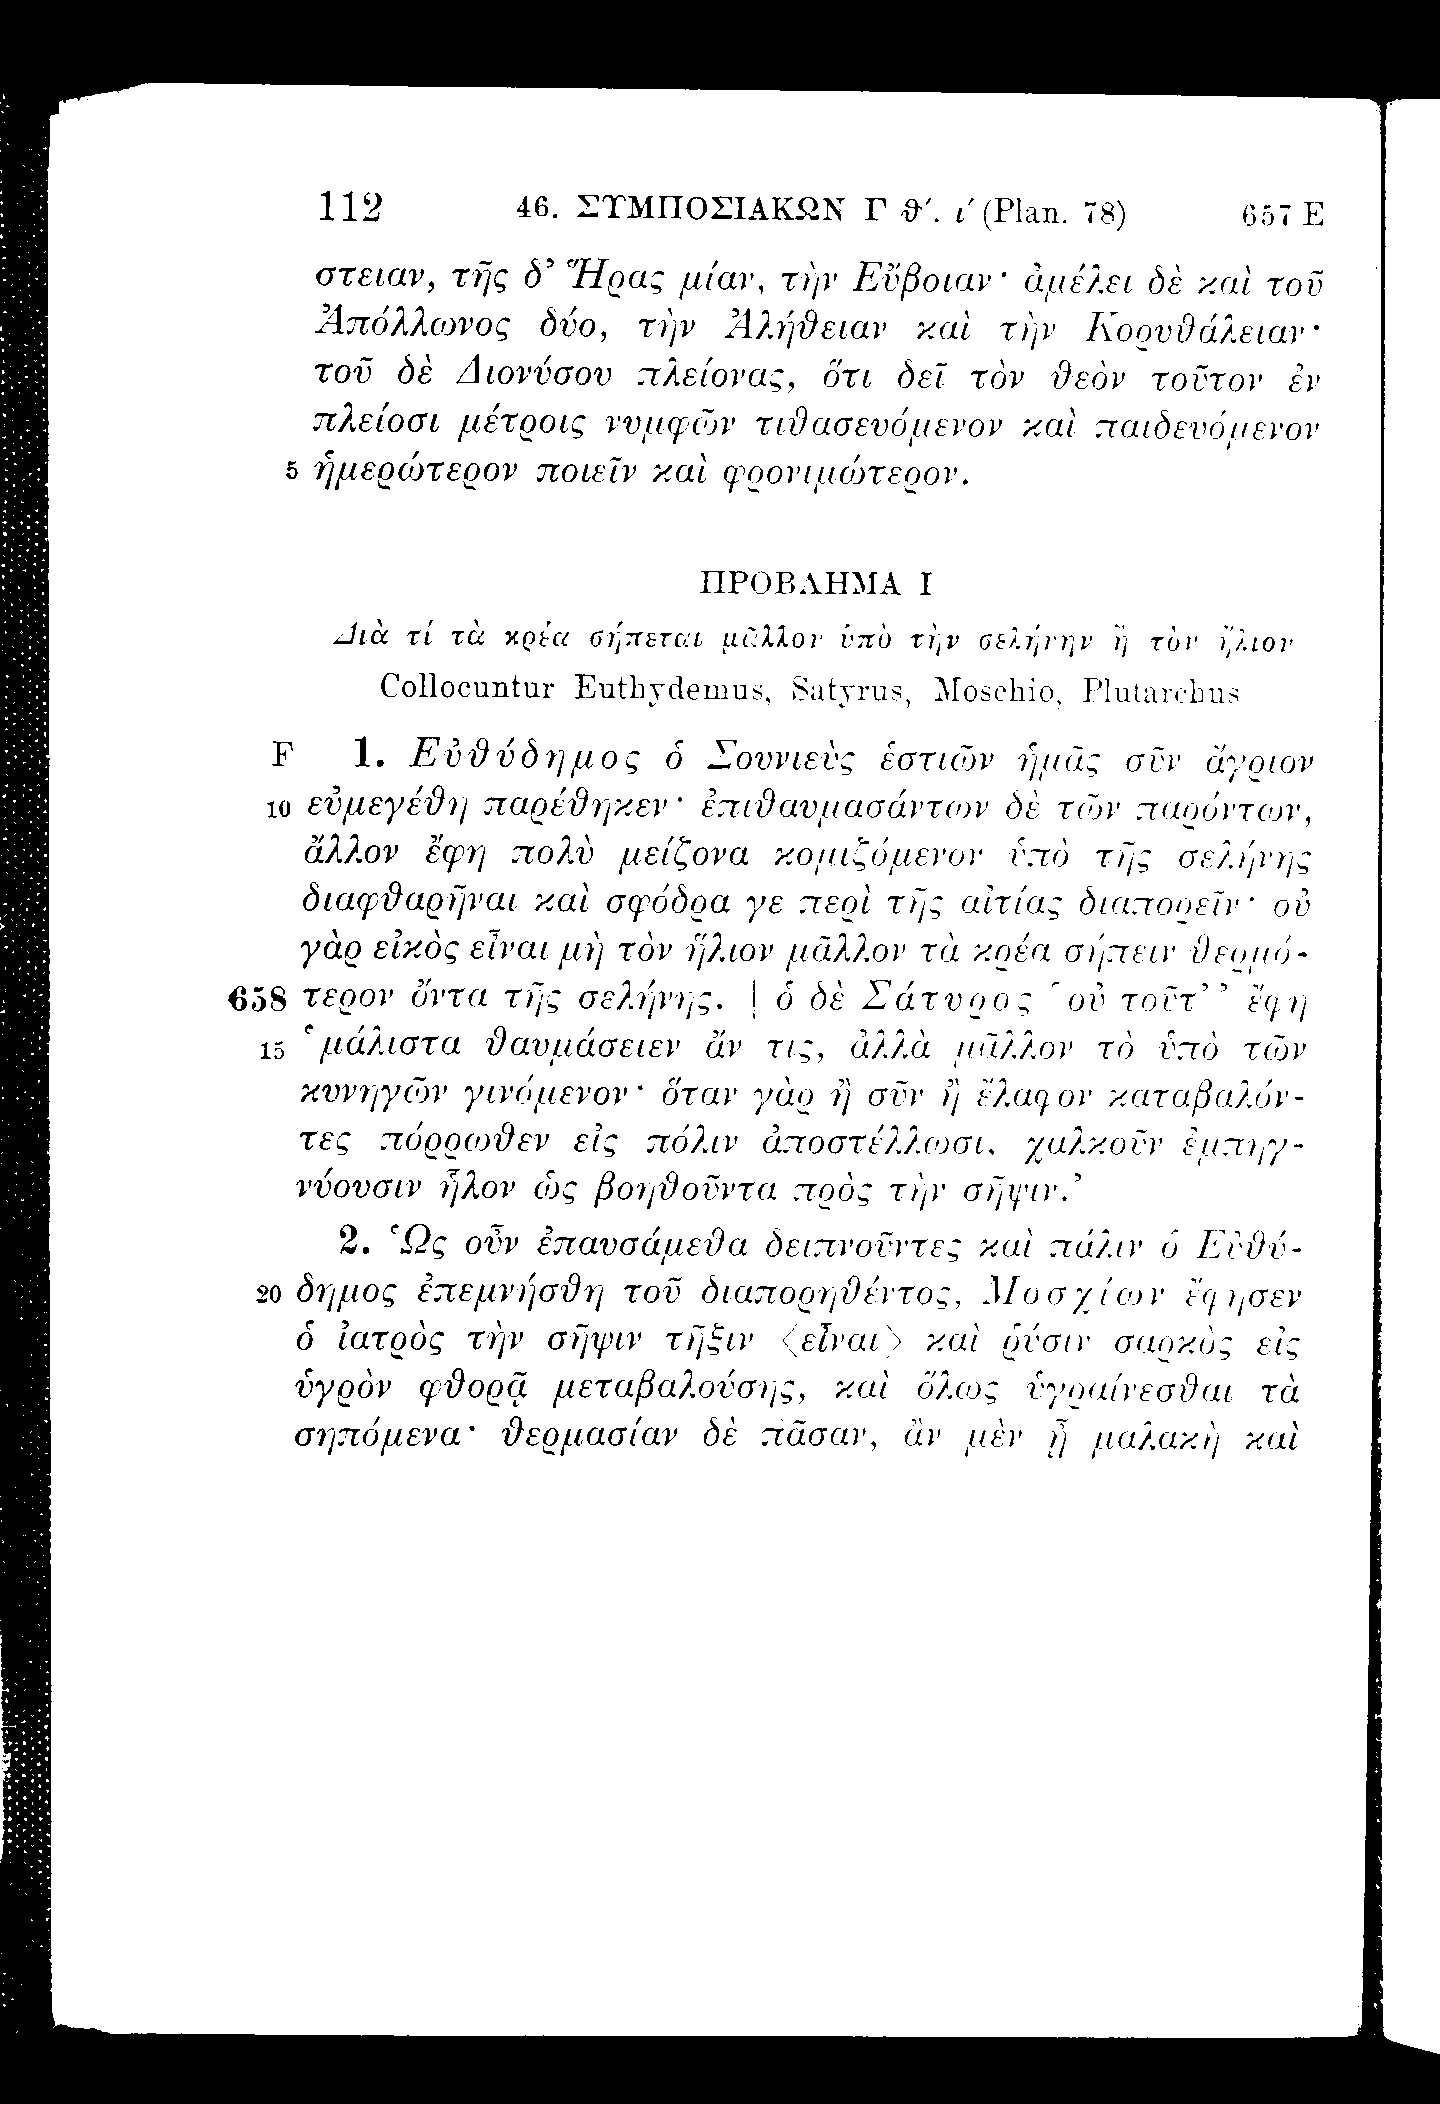 112 46. ΣΥΜΠΟΣΙΑΚΩΝ Γ θ'. ι' (Plan. 78) 657 E
στειαν, τῆς δ' Ἥρας μίαν, τὴν Εὔβοιαν· ἀμέλει δὲ καὶ τοῦ
Ἀπόλλωνος δύο, τὴν Ἀλήθειαν καὶ τὴν Κορυθάλειαν·
τοῦ δὲ Διονύσου πλείονας, ὅτι δεῖ τὸν θεὸν τοῦτον ἐν
πλείοσι μέτροις νυμφῶν τιθασευόμενον καὶ παιδευόμενον
5 ἡμερώτερον ποιεῖν καὶ φρονιμώτερον.
ΠΡΟΒΛΗΜΑ Ι
Διὰ τί τὰ κρέα σήπεται μᾶλλον ὑπὸ τὴν σελήνην ἢ τὸν ἥλιον
Collocuntur Euthydemus, Satyrus, Moschio, Plutarchus
F 1. Εὐθύδημος ὁ Σουνιεὺς ἑστιῶν ἡμᾶς σῦν ἄγριον
10 εὐμεγέθη παρέθηκεν· ἐπιθαυμασάντων δὲ τῶν παρόντων,
ἄλλον ἔφη πολὺ μείζονα κομιζόμενον ὑπὸ τῆς σελήνης
διαφθαρῆναι καὶ σφόδρα γε περὶ τῆς αἰτίας διαπορεῖν· οὐ
γὰρ εἰκὸς εἶναι μὴ τὸν ἥλιον μᾶλλον τὰ κρέα σήπειν θερμό-
658 τερον ὄντα τῆς σελήνης. | ὁ δὲ Σάτυρος ‘οὐ τοῦτ’’ ἔφη
15 ‘μάλιστα θαυμάσειεν ἄν τις, ἀλλὰ μᾶλλον τὸ ὑπὸ τῶν
κυνηγῶν γινόμενον· ὅταν γὰρ ἢ σῦν ἢ ἔλαφον καταβαλόν-
τες πόρρωθεν εἰς πόλιν ἀποστέλλωσι, χαλκοῦν ἐμπηγ-
νύουσιν ἧλον ὡς βοηθοῦντα πρὸς τὴν σῆψιν.’
2. Ὡς οὖν ἐπαυσάμεθα δειπνοῦντες καὶ πάλιν ὁ Εὐθύ-
20 δημος ἐπεμνήσθη τοῦ διαπορηθέντος, Μοσχίων ἔφησεν
ὁ ἰατρὸς τὴν σῆψιν τῆξιν ⟨εἶναι⟩ καὶ ῥύσιν σαρκὸς εἰς
ὑγρὸν φθορᾷ μεταβαλούσης, καὶ ὅλως ὑγραίνεσθαι τὰ
σηπόμενα· θερμασίαν δὲ πᾶσαν, ἂν μὲν ᾖ μαλακὴ καὶ